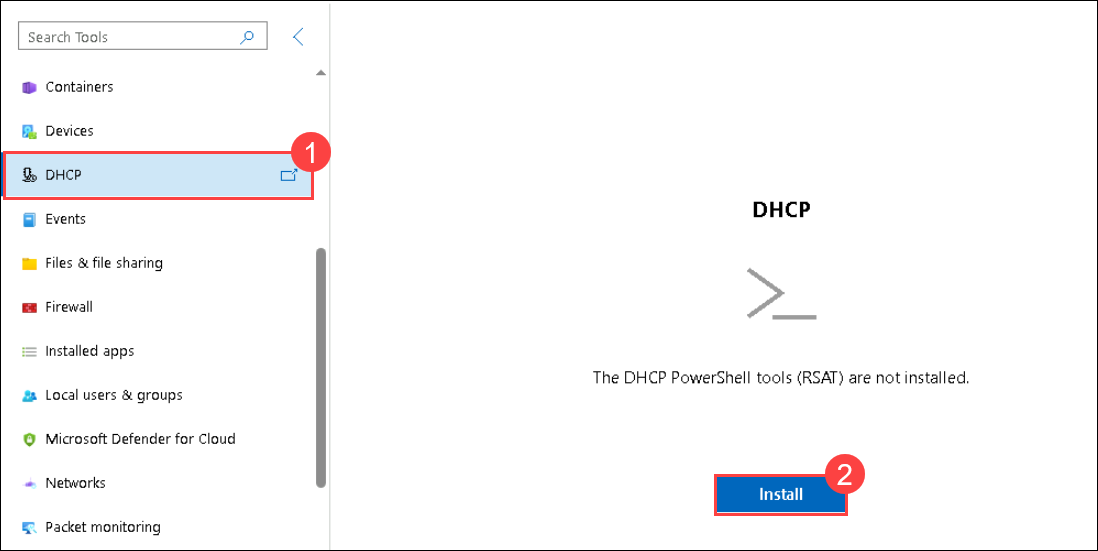 Search Tools
Containers
Devices
1
DHCP
Events
Files & file sharing
Firewall
Installed apps
Local users & groups
Microsoft Defender for Cloud
Networks
Packet monitoring
DHCP
The DHCP PowerShell tools (RSAT) are not installed.
2
Install